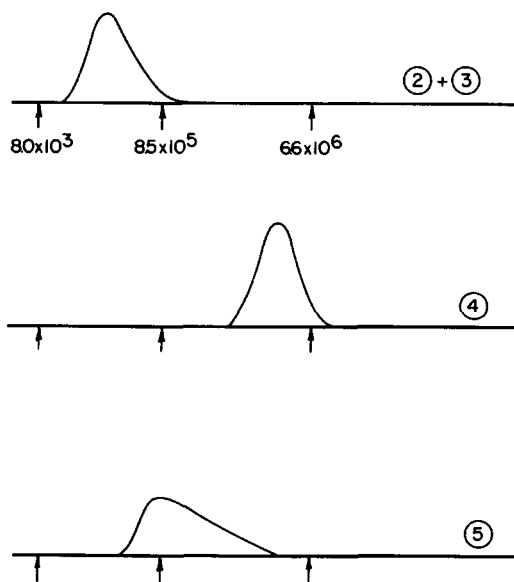 ② + ③
8.0x10³ 8.5x10⁵ 6.6x10⁶
④
⑤